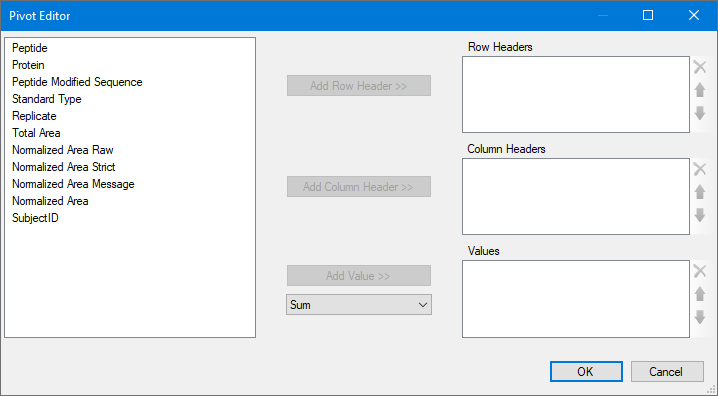 Pivot Editor
Peptide
Protein
Peptide Modified Sequence
Standard Type
Replicate
Total Area
Normalized Area Raw
Normalized Area Strict
Normalized Area Message
Normalized Area
SubjectID
Add Row Header >>
Add Column Header >>
Add Value >>
Sum
Row Headers
Column Headers
Values
OK
Cancel